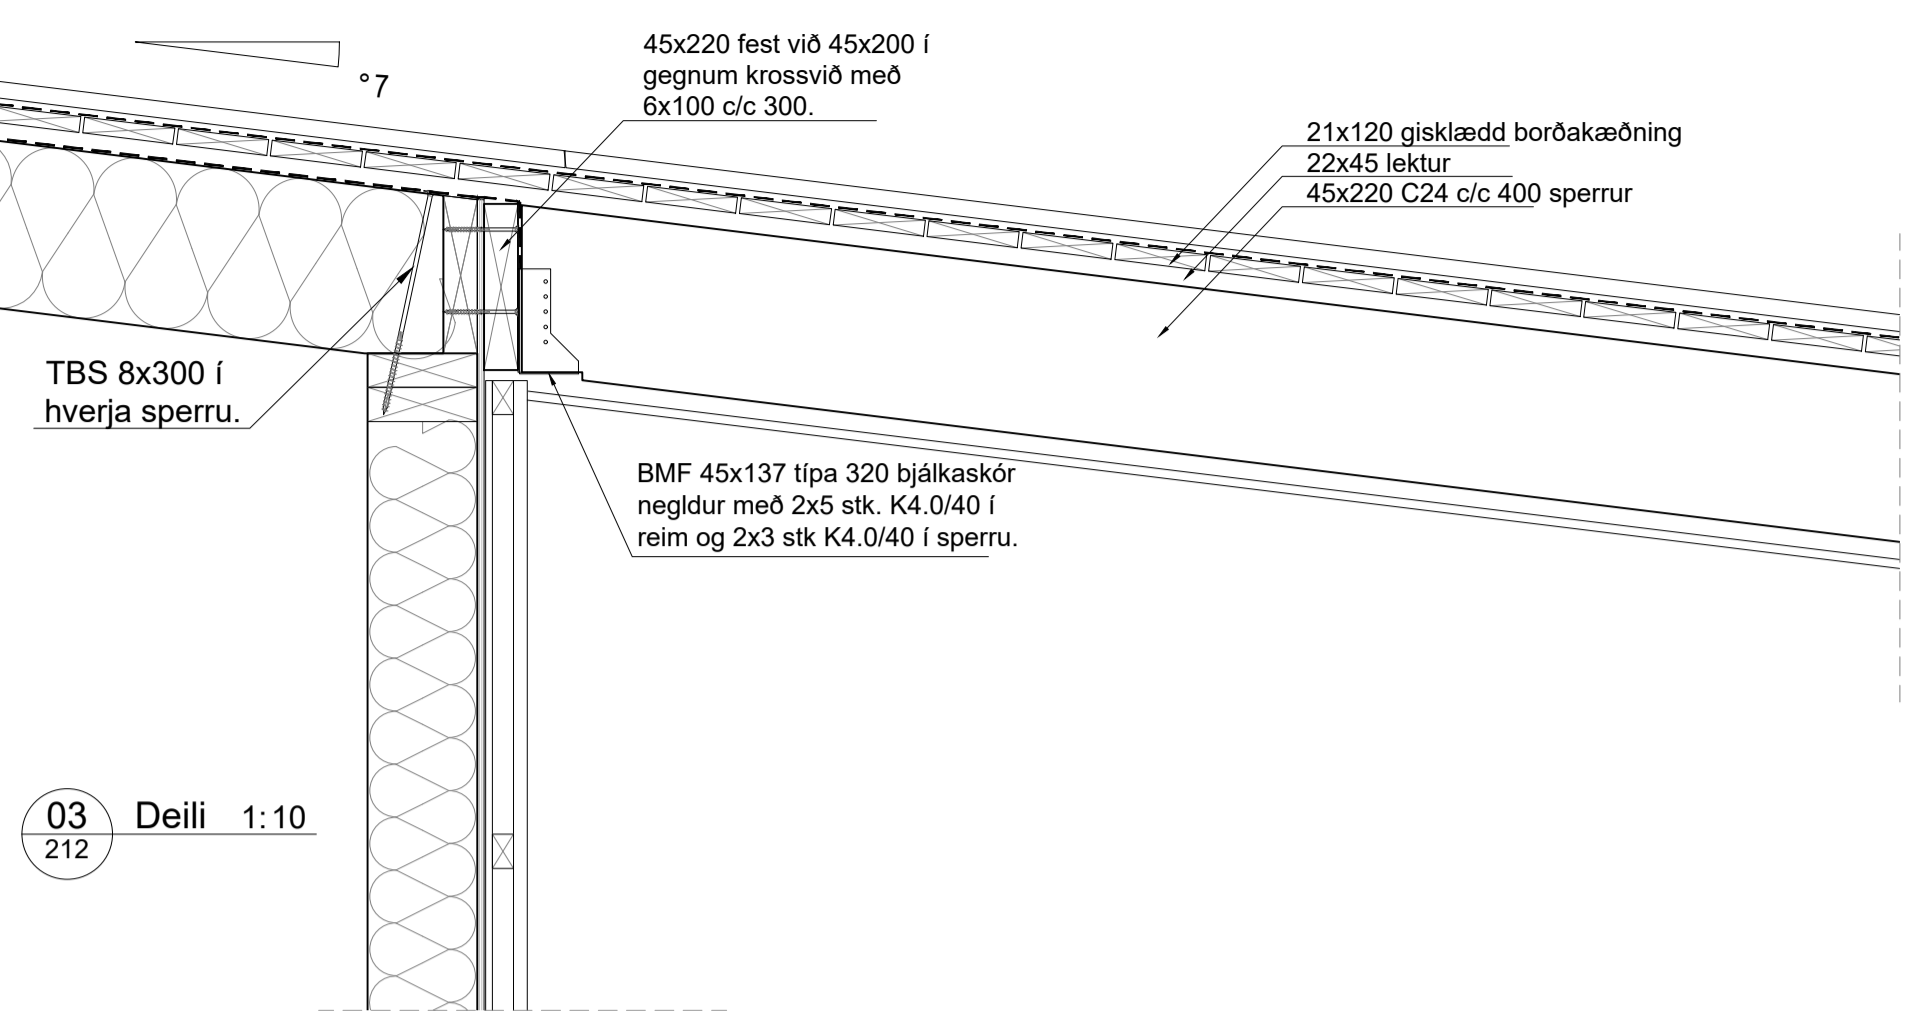 °7
45x220 fest við 45x200 í
gegnum krossvið með
6x100 c/c 300.
21x120 gisklædd borðakæðning
22x45 lektur
45x220 C24 c/c 400 sperrur
TBS 8x300 í
hverja sperru.
BMF 45x137 típa 320 bjálkaskór
negldur með 2x5 stk. K4.0/40 í
reim og 2x3 stk K4.0/40 í sperru.
03 Deili 1:10
212